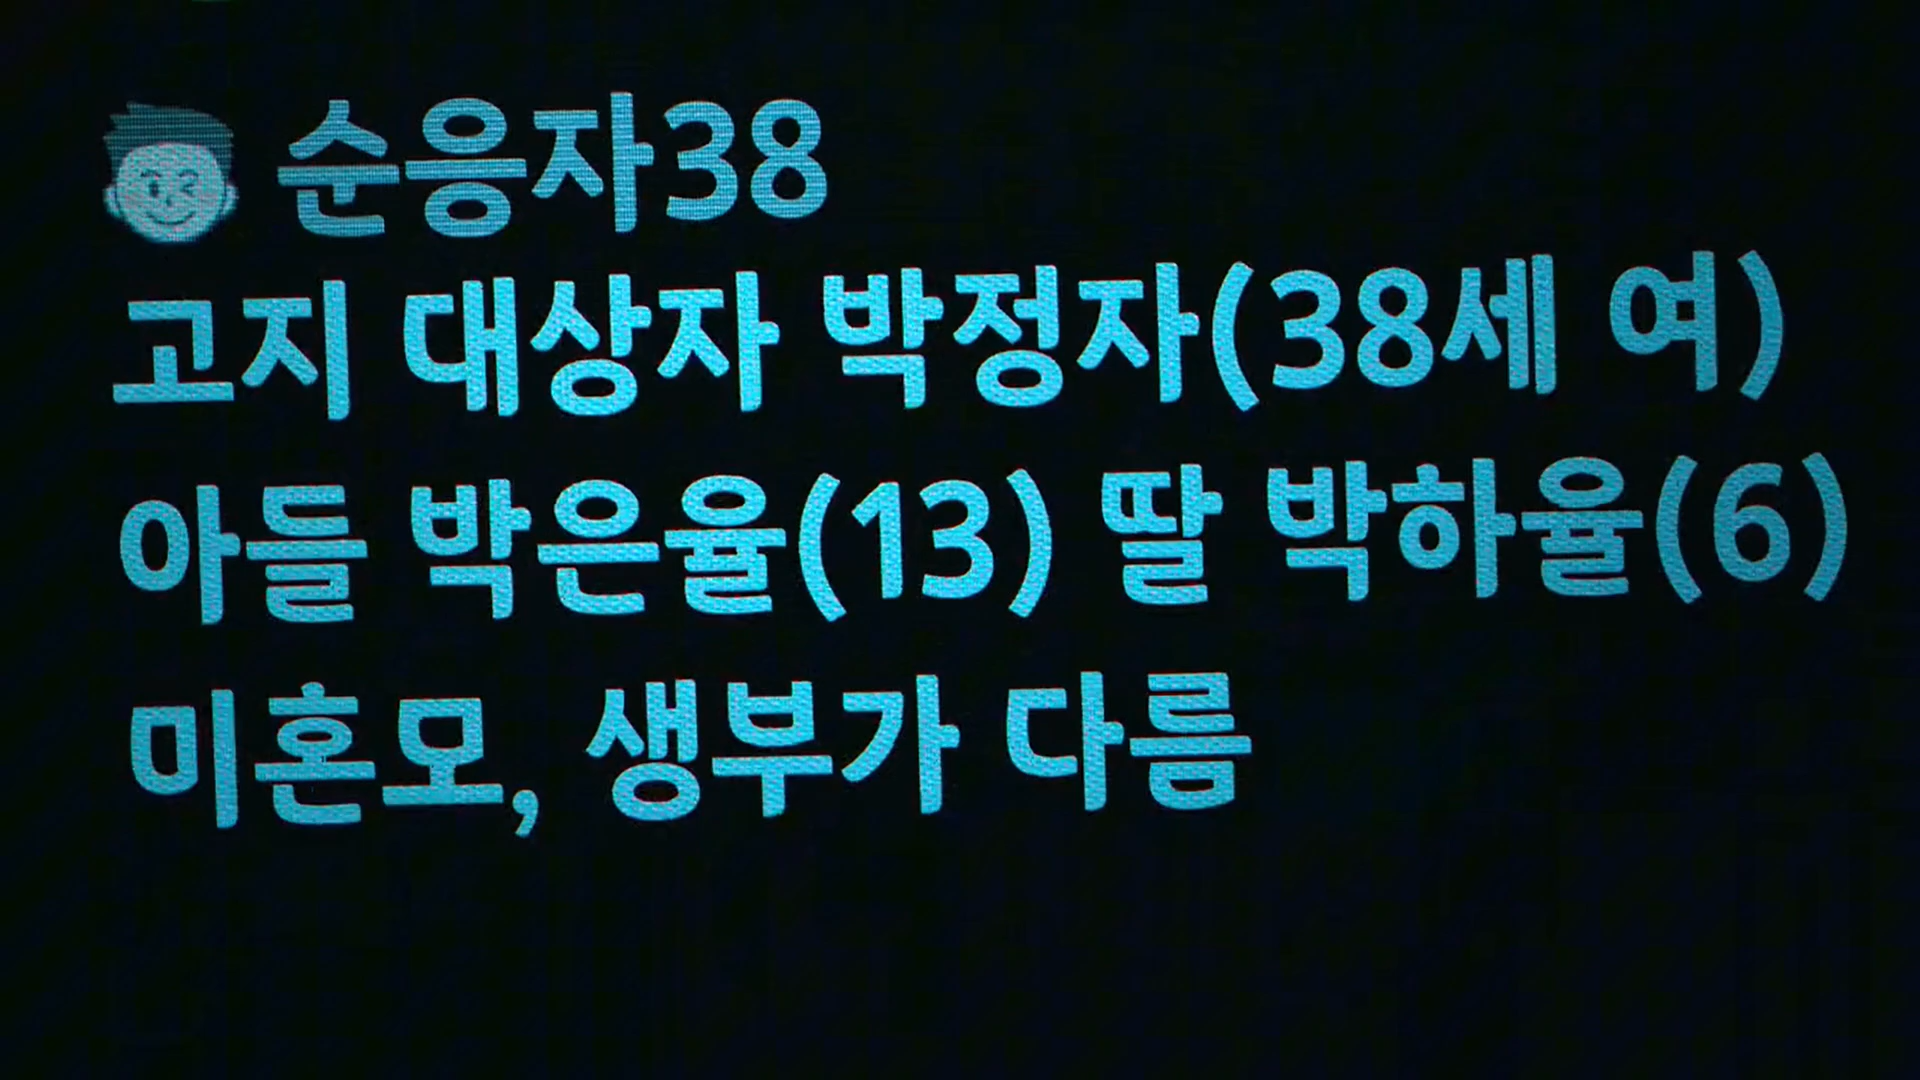 순응자38
고지 대상자 박정자(38세 여)
아들 박은율(13) 딸 박하율(6)
미혼모, 생부가 다름